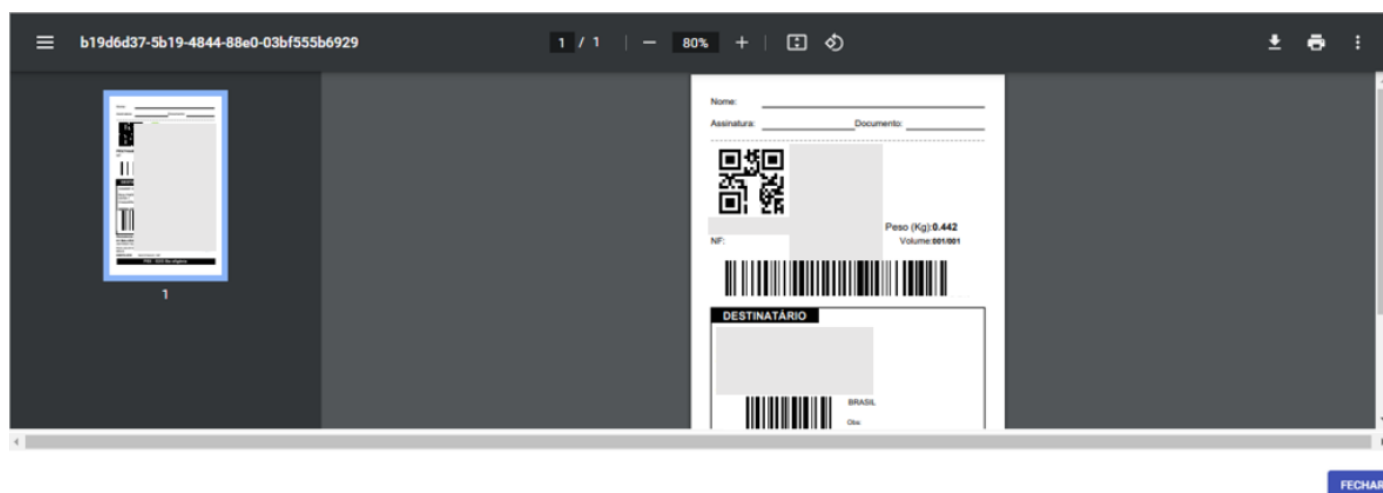 b19d6d37-5b19-4844-88e0-03bf555b6929
1 / 1
80%
1
Nome:
Assinatura: Documento:
Peso (Kg):0.442
NF: Volume:001/001
DESTINATÁRIO
BRASIL
Obs:
FECHAR